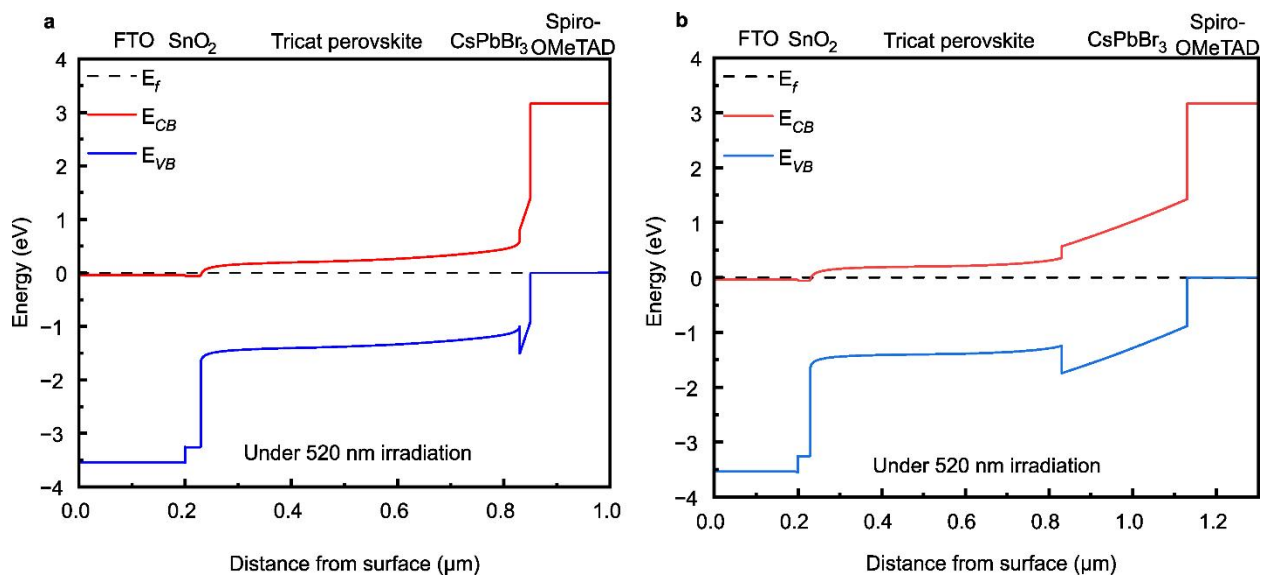 a
Spiro-
FTO SnO₂ Tricat perovskite CsPbBr₃ OMeTAD
4
3
2
1
0
−1
−2
−3
−4
Energy (eV)
E_f
E_CB
E_VB
Under 520 nm irradiation
0.0 0.2 0.4 0.6 0.8 1.0
Distance from surface (µm)
b
Spiro-
FTO SnO₂ Tricat perovskite CsPbBr₃ OMeTAD
4
3
2
1
0
−1
−2
−3
−4
Energy (eV)
E_f
E_CB
E_VB
Under 520 nm irradiation
0.0 0.2 0.4 0.6 0.8 1.0 1.2
Distance from surface (µm)